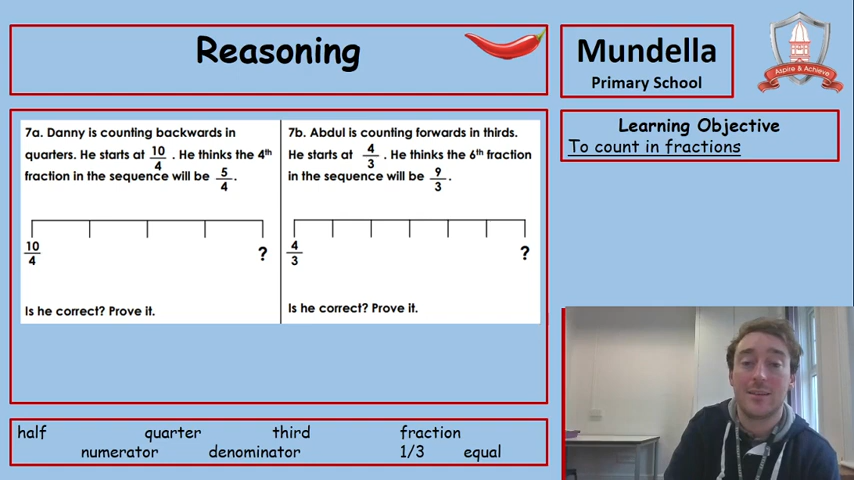 Reasoning
Mundella
Primary School
Aspire & Achieve
Learning Objective
To count in fractions
7a. Danny is counting backwards in
quarters. He starts at 10/4 . He thinks the 4th
fraction in the sequence will be 5/4 .
10/4 ?
Is he correct? Prove it.
7b. Abdul is counting forwards in thirds.
He starts at 4/3 . He thinks the 6th fraction
in the sequence will be 9/3 .
4/3 ?
Is he correct? Prove it.
half quarter third fraction
numerator denominator 1/3 equal